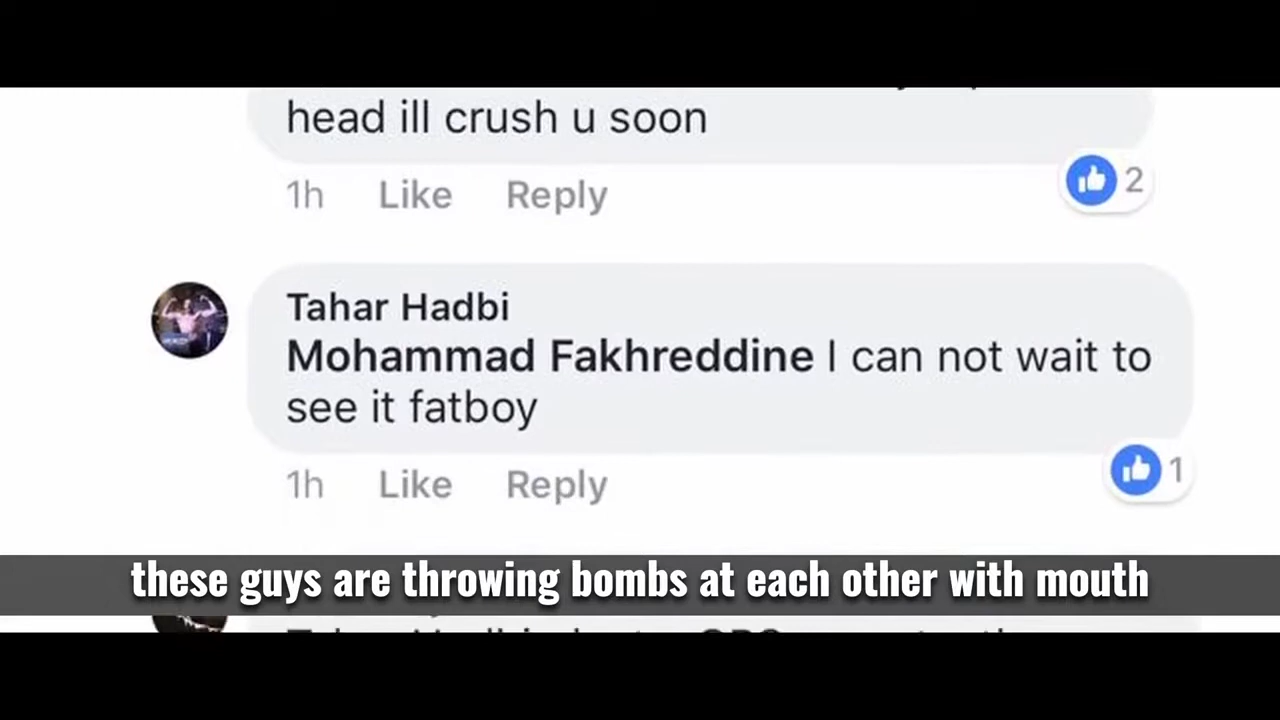 head ill crush u soon
1h Like Reply 2
Tahar Hadbi
Mohammad Fakhreddine I can not wait to
see it fatboy
1h Like Reply 1
these guys are throwing bombs at each other with mouth